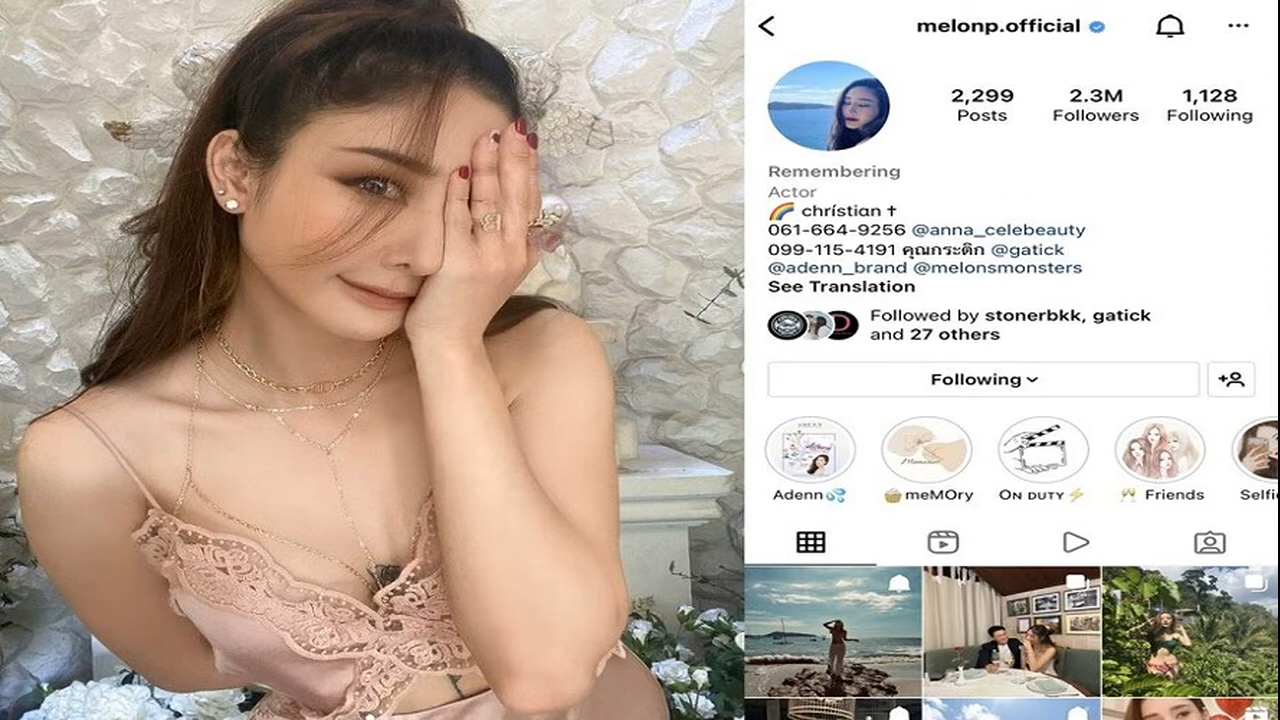 melonp.official
2,299 2.3M 1,128
Posts Followers Following
Remembering
Actor
🌈 chrístian ✝
061-664-9256 @anna_celebeauty
099-115-4191 คุณกระติ๊ก @gatick
@adenn_brand @melonsmonsters
See Translation
Followed by stonerbkk, gatick
and 27 others
Following
Adenn💦 🧁meMOry ON DUTY⚡ 🥂 Friends Selfi